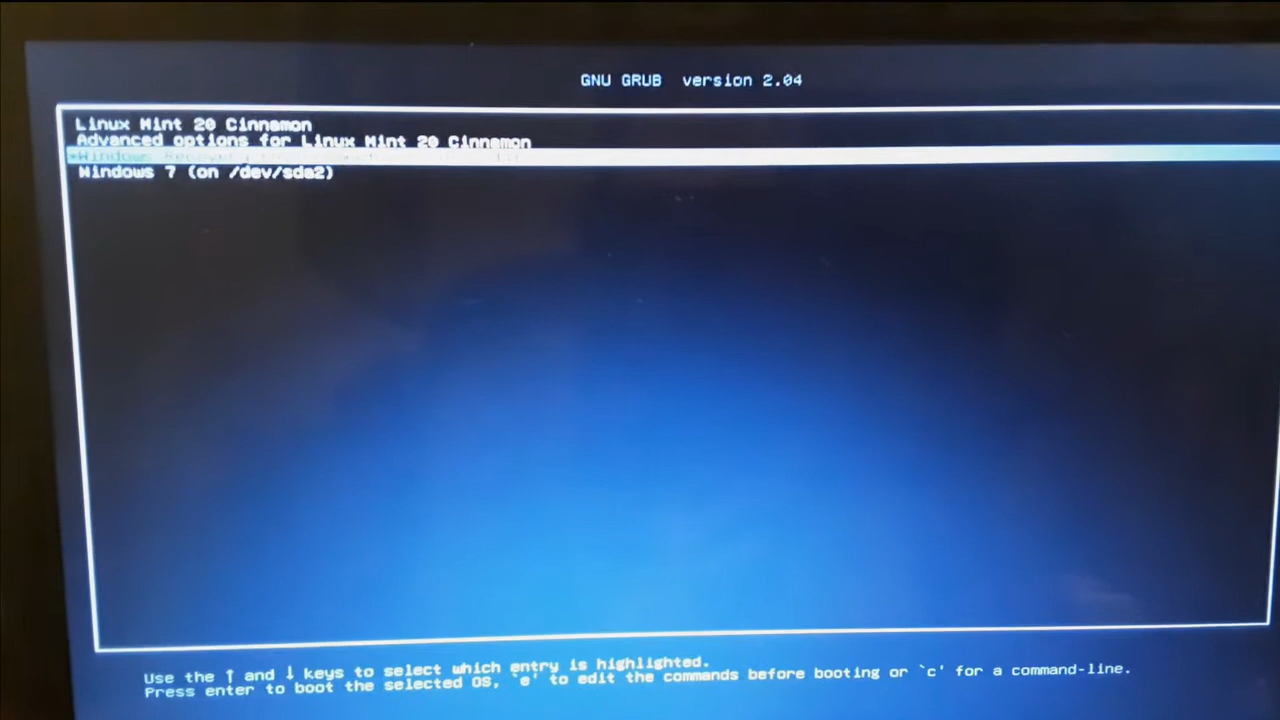 GNU GRUB version 2.04
Linux Mint 20 Cinnamon
Advanced options for Linux Mint 20 Cinnamon
*Windows Recovery
Windows 7 (on /dev/sda2)
Use the ↑ and ↓ keys to select which entry is highlighted.
Press enter to boot the selected OS, `e' to edit the commands before booting or `c' for a command-line.